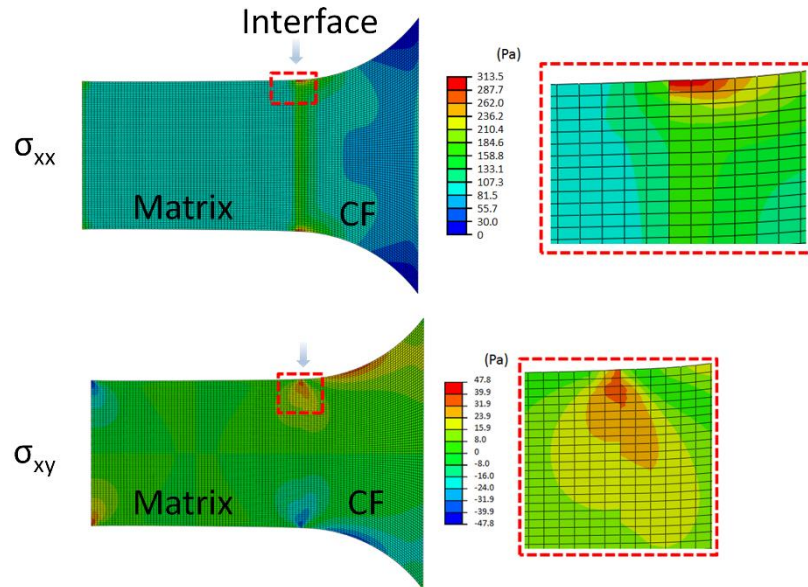 Interface
(Pa)
313.5
287.7
262.0
236.2
210.4
184.6
158.8
133.1
107.3
81.5
55.7
30.0
0
σxx
Matrix
CF
(Pa)
47.8
39.9
31.9
23.9
15.9
8.0
-0.0
-8.0
-16.0
-24.0
-31.9
-39.9
-47.8
σxy
Matrix
CF